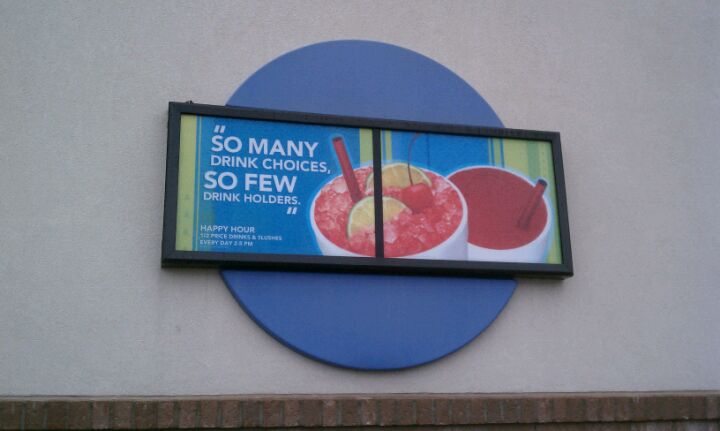 "
SO MANY
DRINK CHOICES,
SO FEW
DRINK HOLDERS.
"
HAPPY HOUR
1/2 PRICE DRINKS & SLUSHES
EVERY DAY 2-5 PM